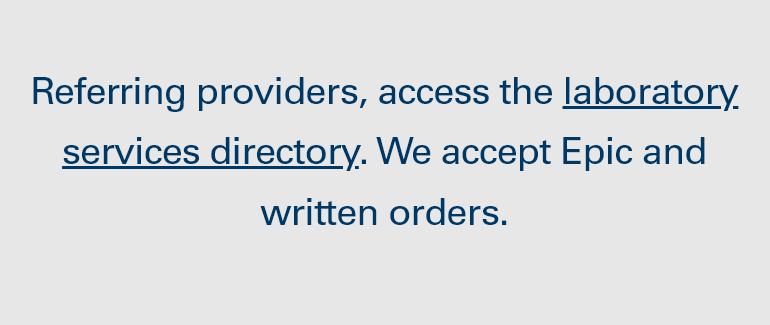 Referring providers, access the laboratory
services directory. We accept Epic and
written orders.